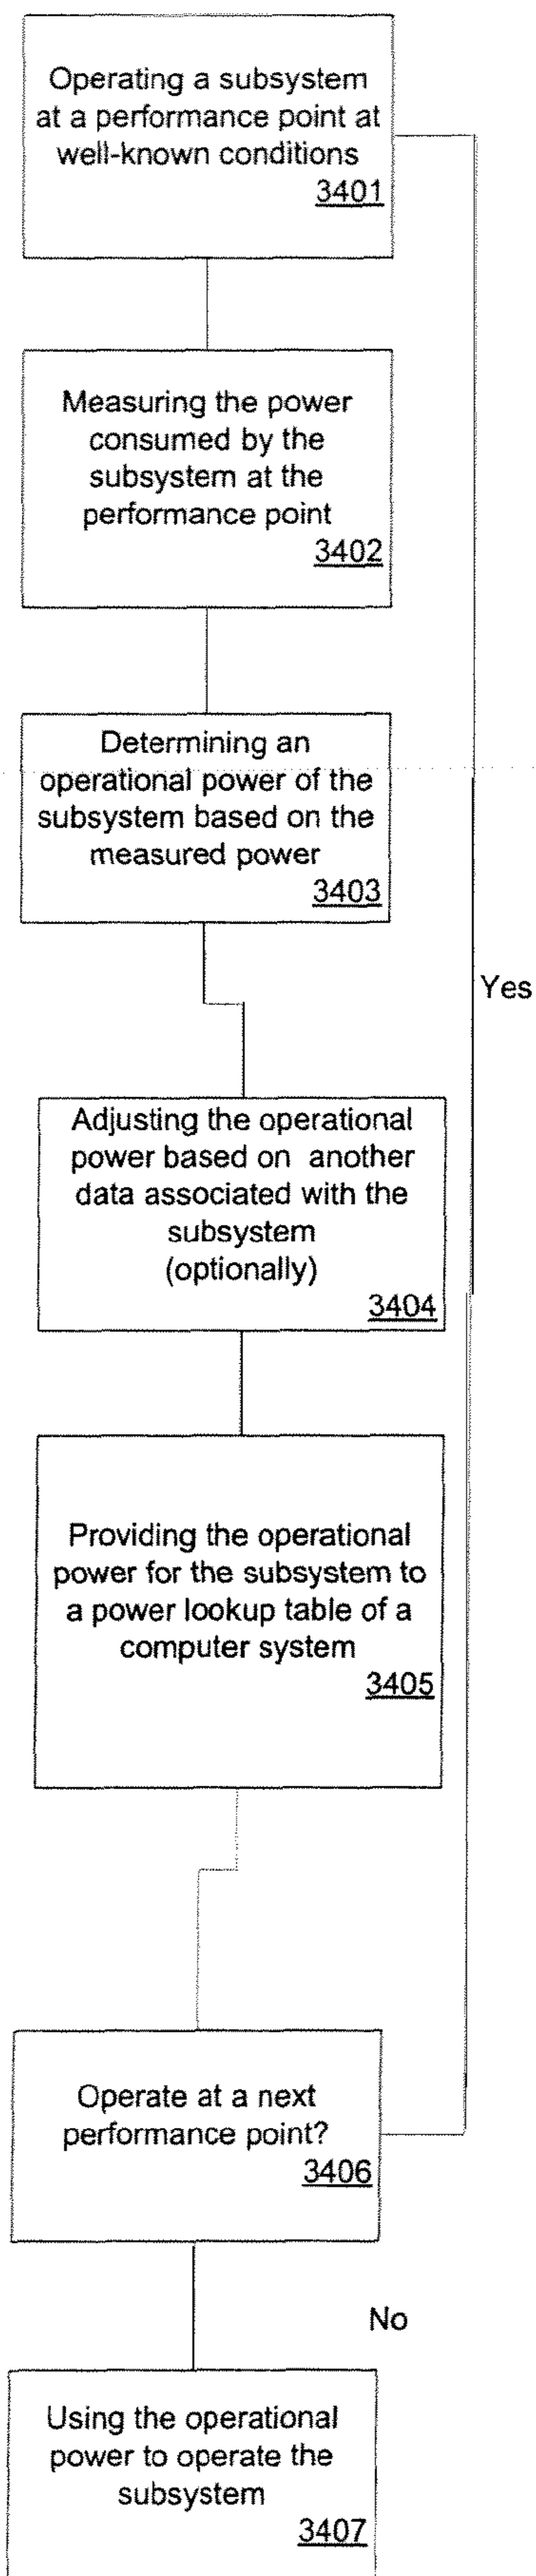 Operating a subsystem
at a performance point at
well-known conditions
3401
Measuring the power
consumed by the
subsystem at the
performance point
3402
Determining an
operational power of the
subsystem based on the
measured power
3403
Yes
Adjusting the operational
power based on another
data associated with the
subsystem
(optionally)
3404
Providing the operational
power for the subsystem to
a power lookup table of a
computer system
3405
Operate at a next
performance point?
3406
No
Using the operational
power to operate the
subsystem
3407